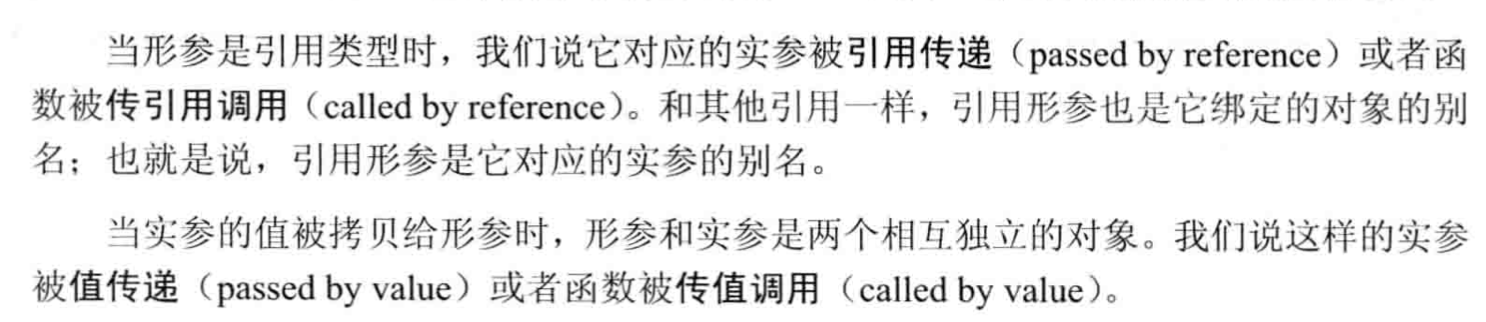 当形参是引用类型时，我们说它对应的实参被引用传递（passed by reference）或者函
数被传引用调用（called by reference）。和其他引用一样，引用形参也是它绑定的对象的别
名；也就是说，引用形参是它对应的实参的别名。
当实参的值被拷贝给形参时，形参和实参是两个相互独立的对象。我们说这样的实参
被值传递（passed by value）或者函数被传值调用（called by value）。